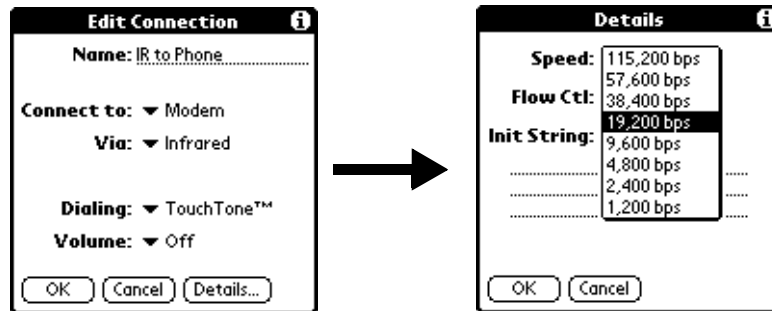 Edit Connection i
Name: IR to Phone
Connect to: Modem
Via: Infrared
Dialing: TouchTone™
Volume: Off
OK Cancel Details...
Details i
Speed: 115,200 bps
57,600 bps
Flow Ctl: 38,400 bps
19,200 bps
Init String: 9,600 bps
4,800 bps
2,400 bps
1,200 bps
OK Cancel